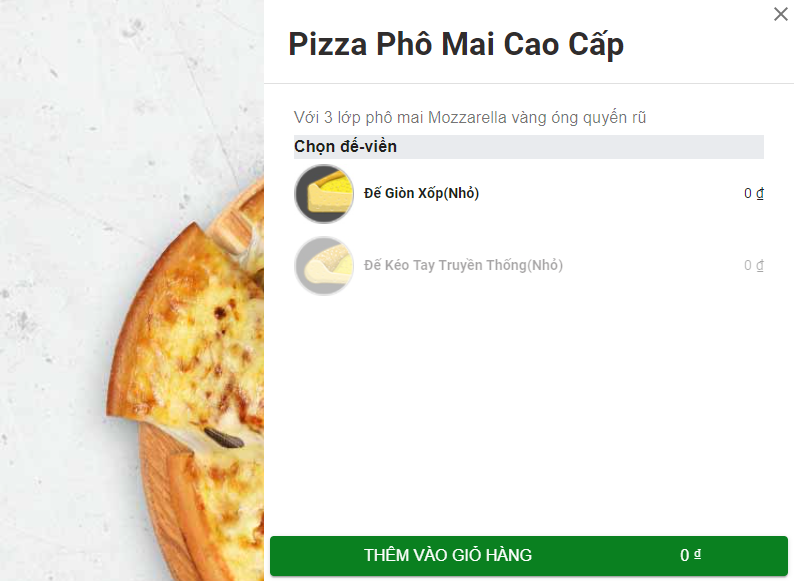 Pizza Phô Mai Cao Cấp
Với 3 lớp phô mai Mozzarella vàng óng quyến rũ
Chọn đế-viền
Đế Giòn Xốp(Nhỏ) 0 ₫
Đế Kéo Tay Truyền Thống(Nhỏ) 0 ₫
THÊM VÀO GIỎ HÀNG 0 ₫